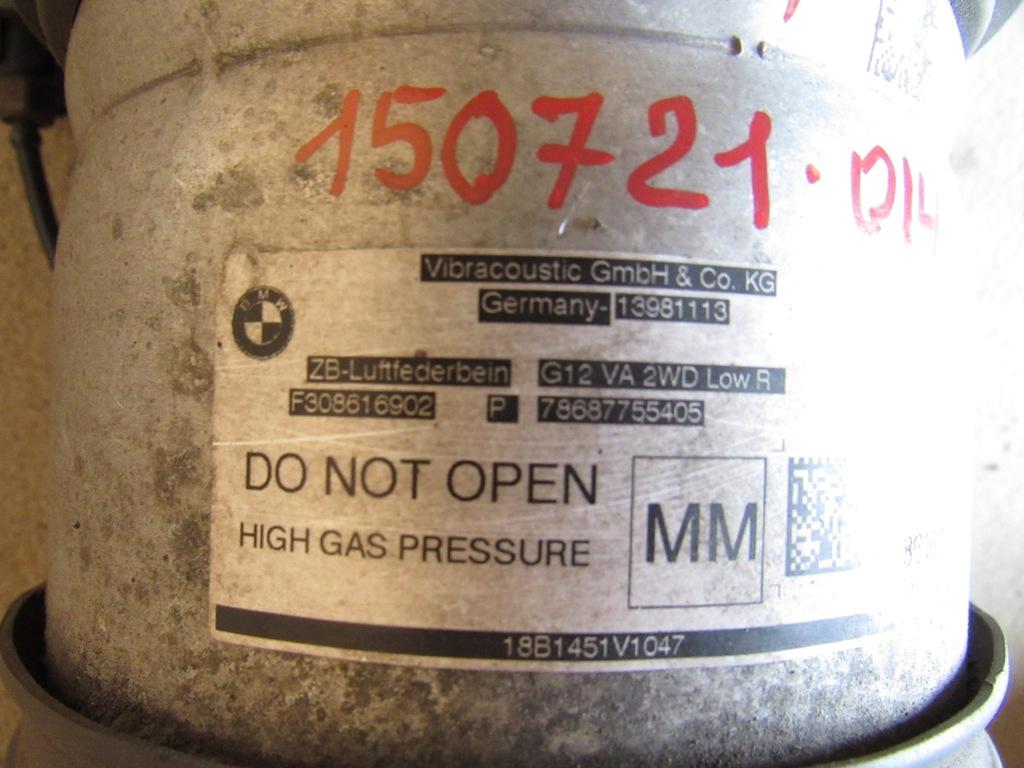 150721.
BMW
Vibracoustic GmbH & Co. KG
Germany- 13981113
ZB-Luftfederbein G12 VA 2WD Low R
F308616902 P 78687755405
DO NOT OPEN
HIGH GAS PRESSURE
MM
18B1451V1047